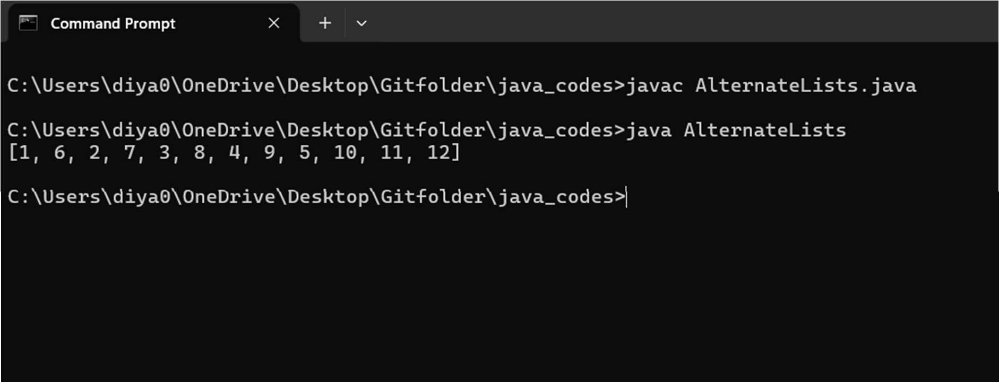 Command Prompt
C:\Users\diya0\OneDrive\Desktop\Gitfolder\java_codes>javac AlternateLists.java
C:\Users\diya0\OneDrive\Desktop\Gitfolder\java_codes>java AlternateLists
[1, 6, 2, 7, 3, 8, 4, 9, 5, 10, 11, 12]
C:\Users\diya0\OneDrive\Desktop\Gitfolder\java_codes>